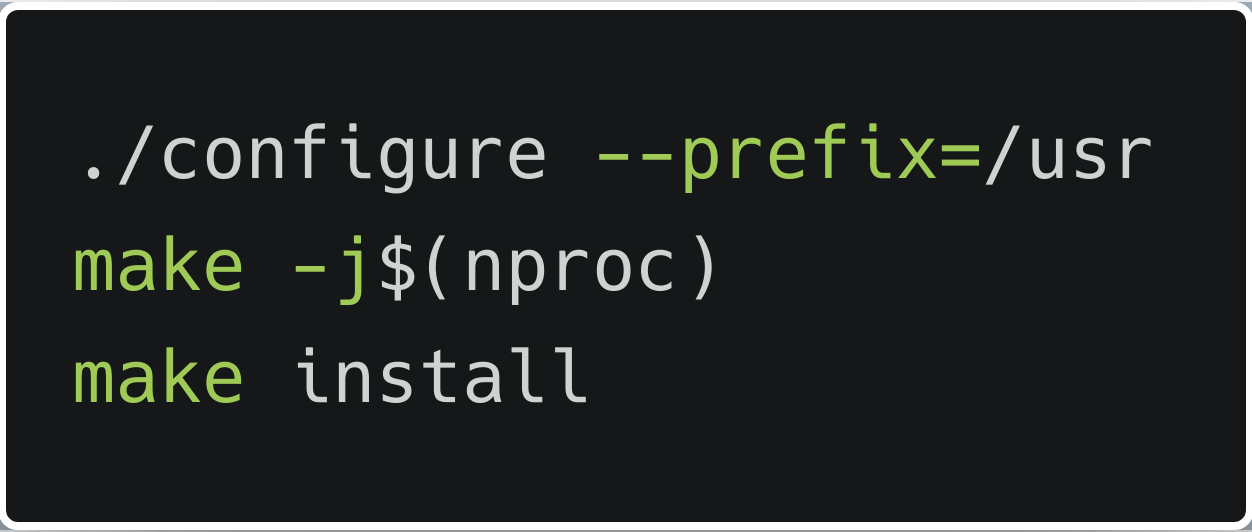 ./configure --prefix=/usr
make -j$(nproc)
make install